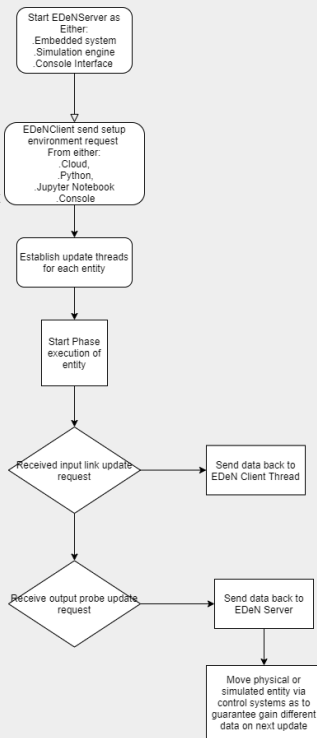 Start EDeNServer as
Either:
.Embedded system
.Simulation engine
.Console Interface
EDeNClient send setup
environment request
From either:
.Cloud,
.Python,
.Jupyter Notebook
.Console
Establish update threads
for each entity
Start Phase
execution of
entity
Received input link update
request
Send data back to
EDeN Client Thread
Receive output probe update
request
Send data back to
EDeN Server
Move physical or
simulated entity via
control systems as to
guarantee gain different
data on next update